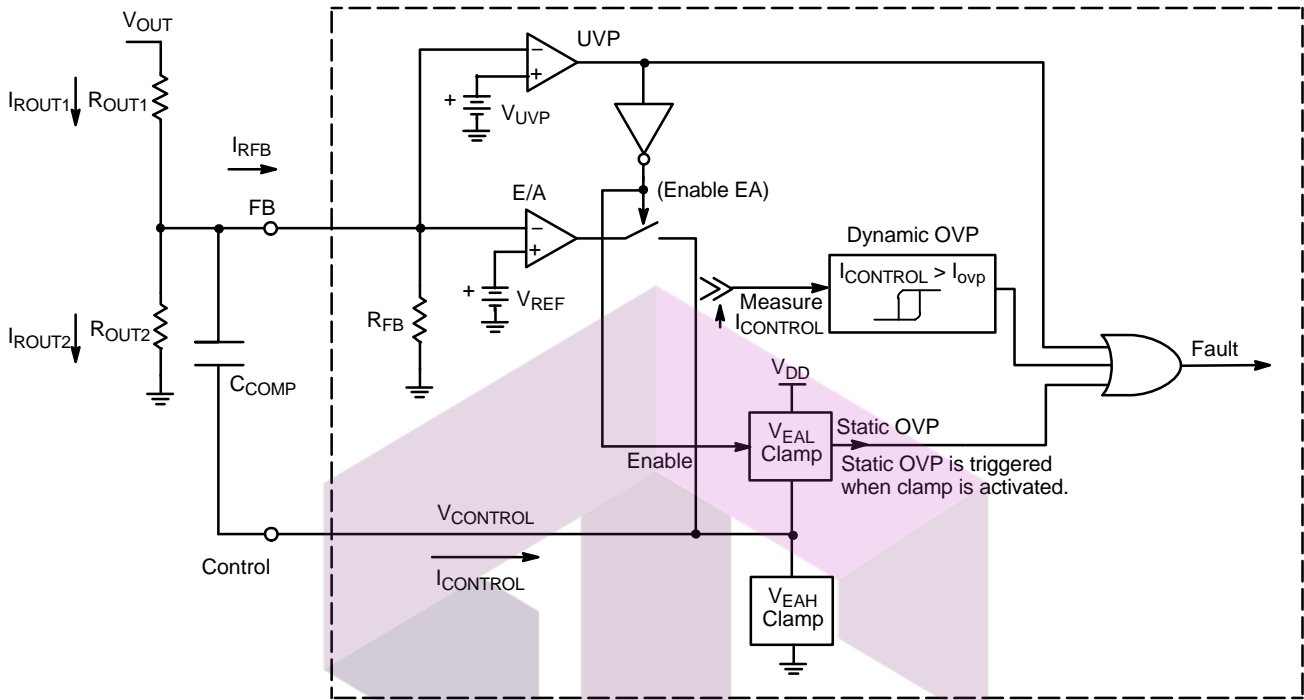 VOUT
UVP
IROUT1
ROUT1
+
VUVP
−
+
IRFB
FB
E/A
(Enable EA)
−
+
+
VREF
RFB
Dynamic OVP
ICONTROL > Iovp
Measure
ICONTROL
IROUT2
ROUT2
CCOMP
Fault
VDD
VEAL
Clamp
Enable
Static OVP
Static OVP is triggered
when clamp is activated.
VCONTROL
Control
ICONTROL
VEAH
Clamp